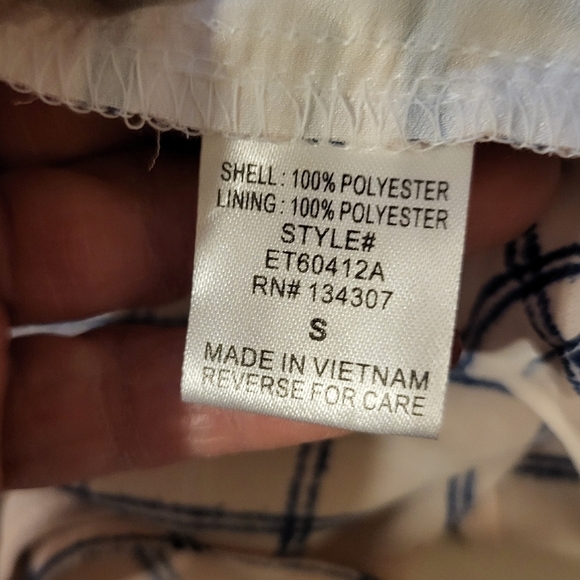 SHELL: 100% POLYESTER
LINING: 100% POLYESTER
STYLE#
ET60412A
RN# 134307
S
MADE IN VIETNAM
REVERSE FOR CARE